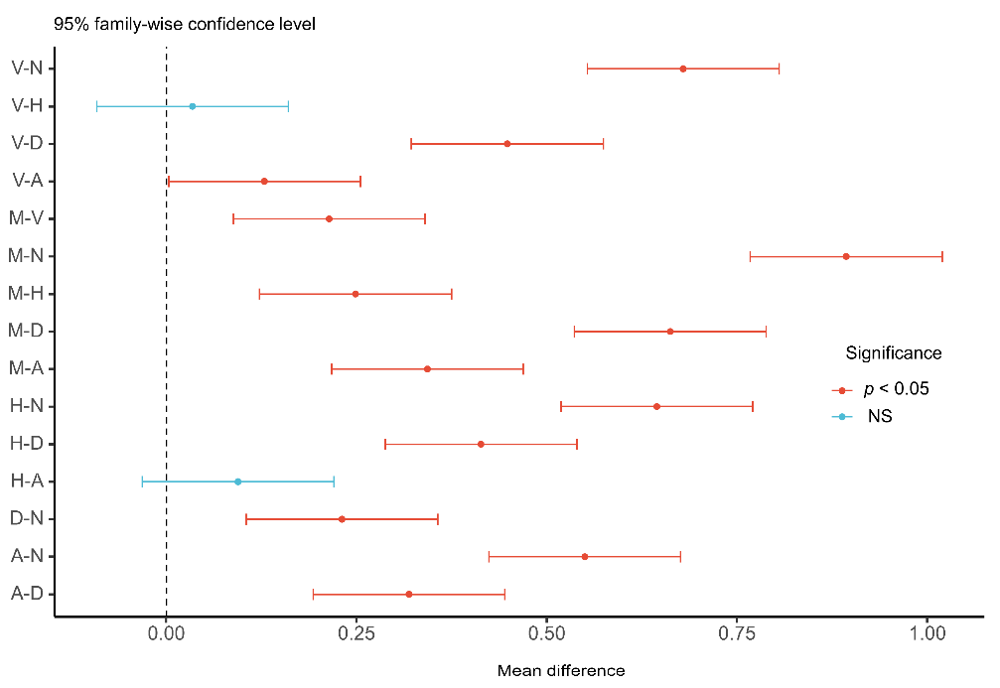 95% family-wise confidence level
V-N
V-H
V-D
V-A
M-V
M-N
M-H
M-D
M-A
H-N
H-D
H-A
D-N
A-N
A-D
Significance
p < 0.05
NS
0.00 0.25 0.50 0.75 1.00
Mean difference